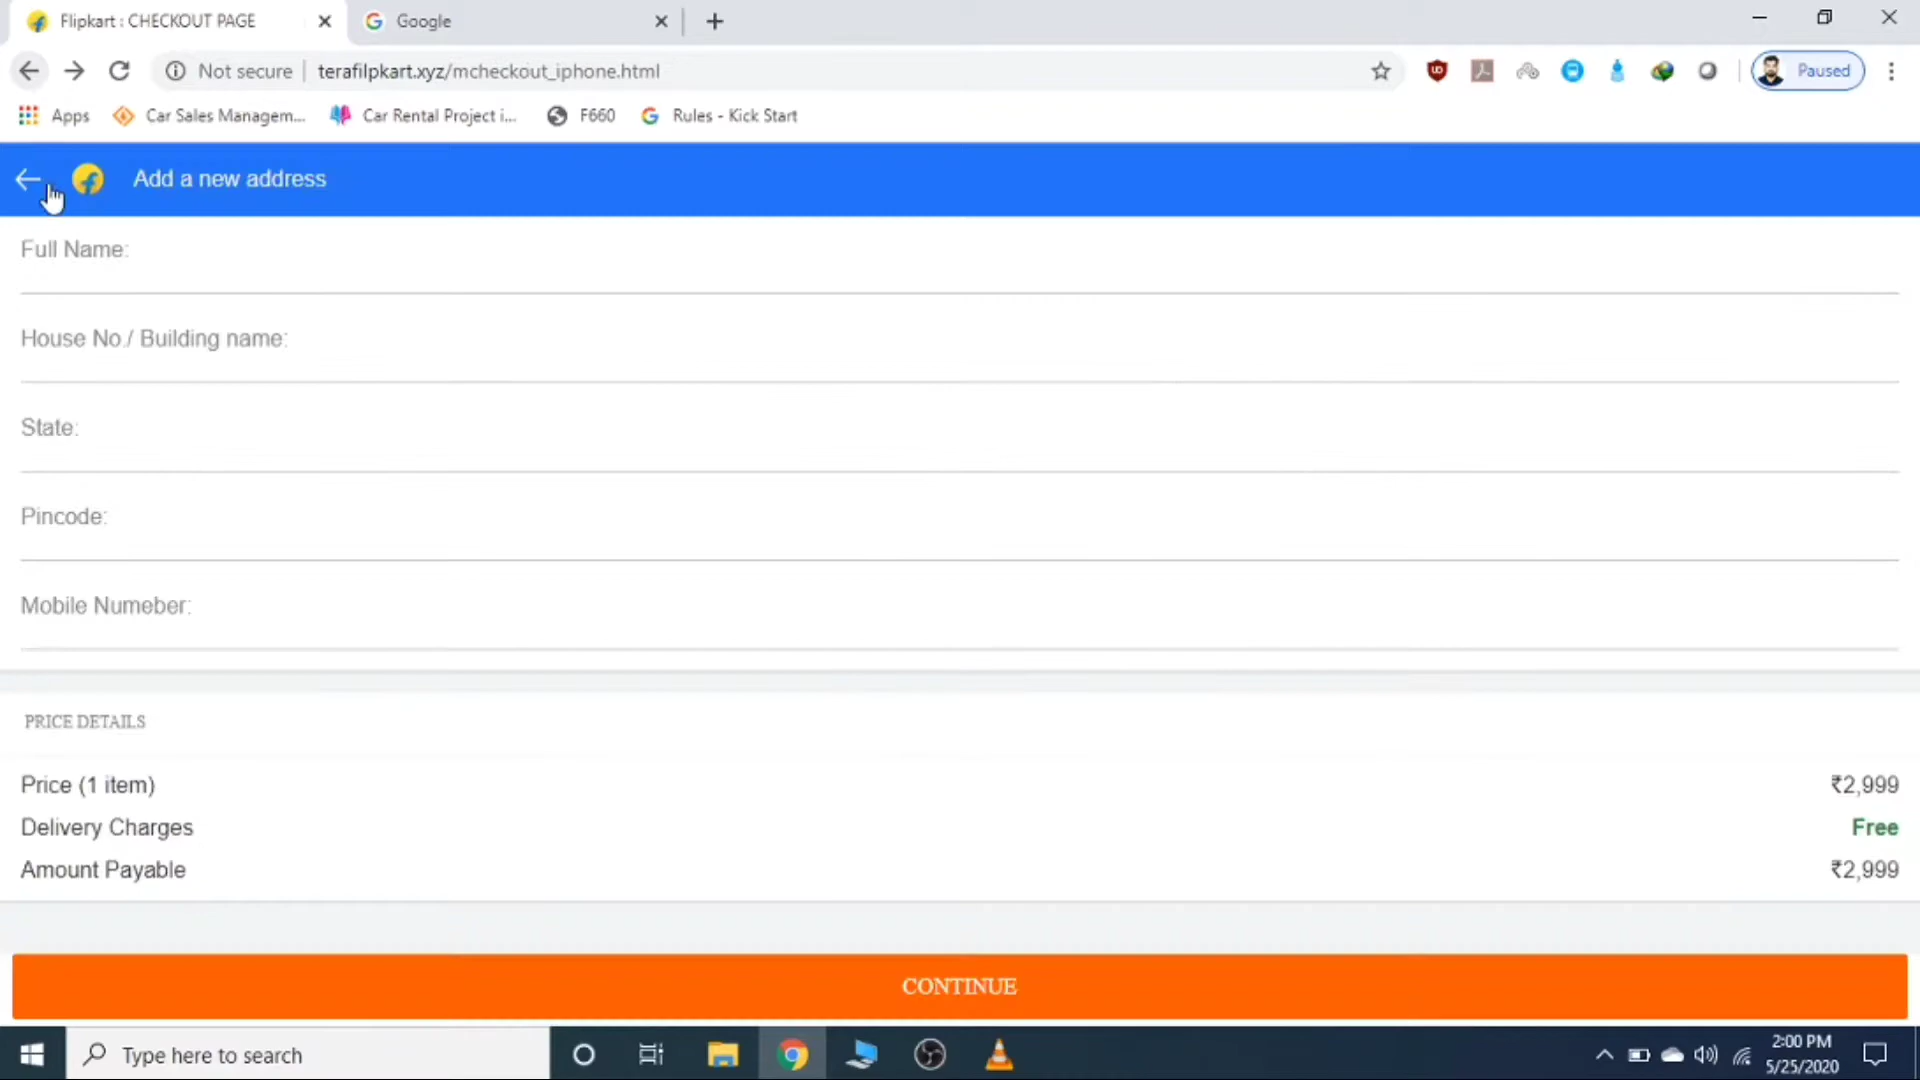 Flipkart : CHECKOUT PAGE
Google
Not secure
terafilpkart.xyz/mcheckout_iphone.html
Paused
Apps
Car Sales Managem...
Car Rental Project i...
F660
Rules - Kick Start
Add a new address
Full Name:
House No./ Building name:
State:
Pincode:
Mobile Numeber:
PRICE DETAILS
Price (1 item) ₹2,999
Delivery Charges Free
Amount Payable ₹2,999
CONTINUE
Type here to search
2:00 PM
5/25/2020